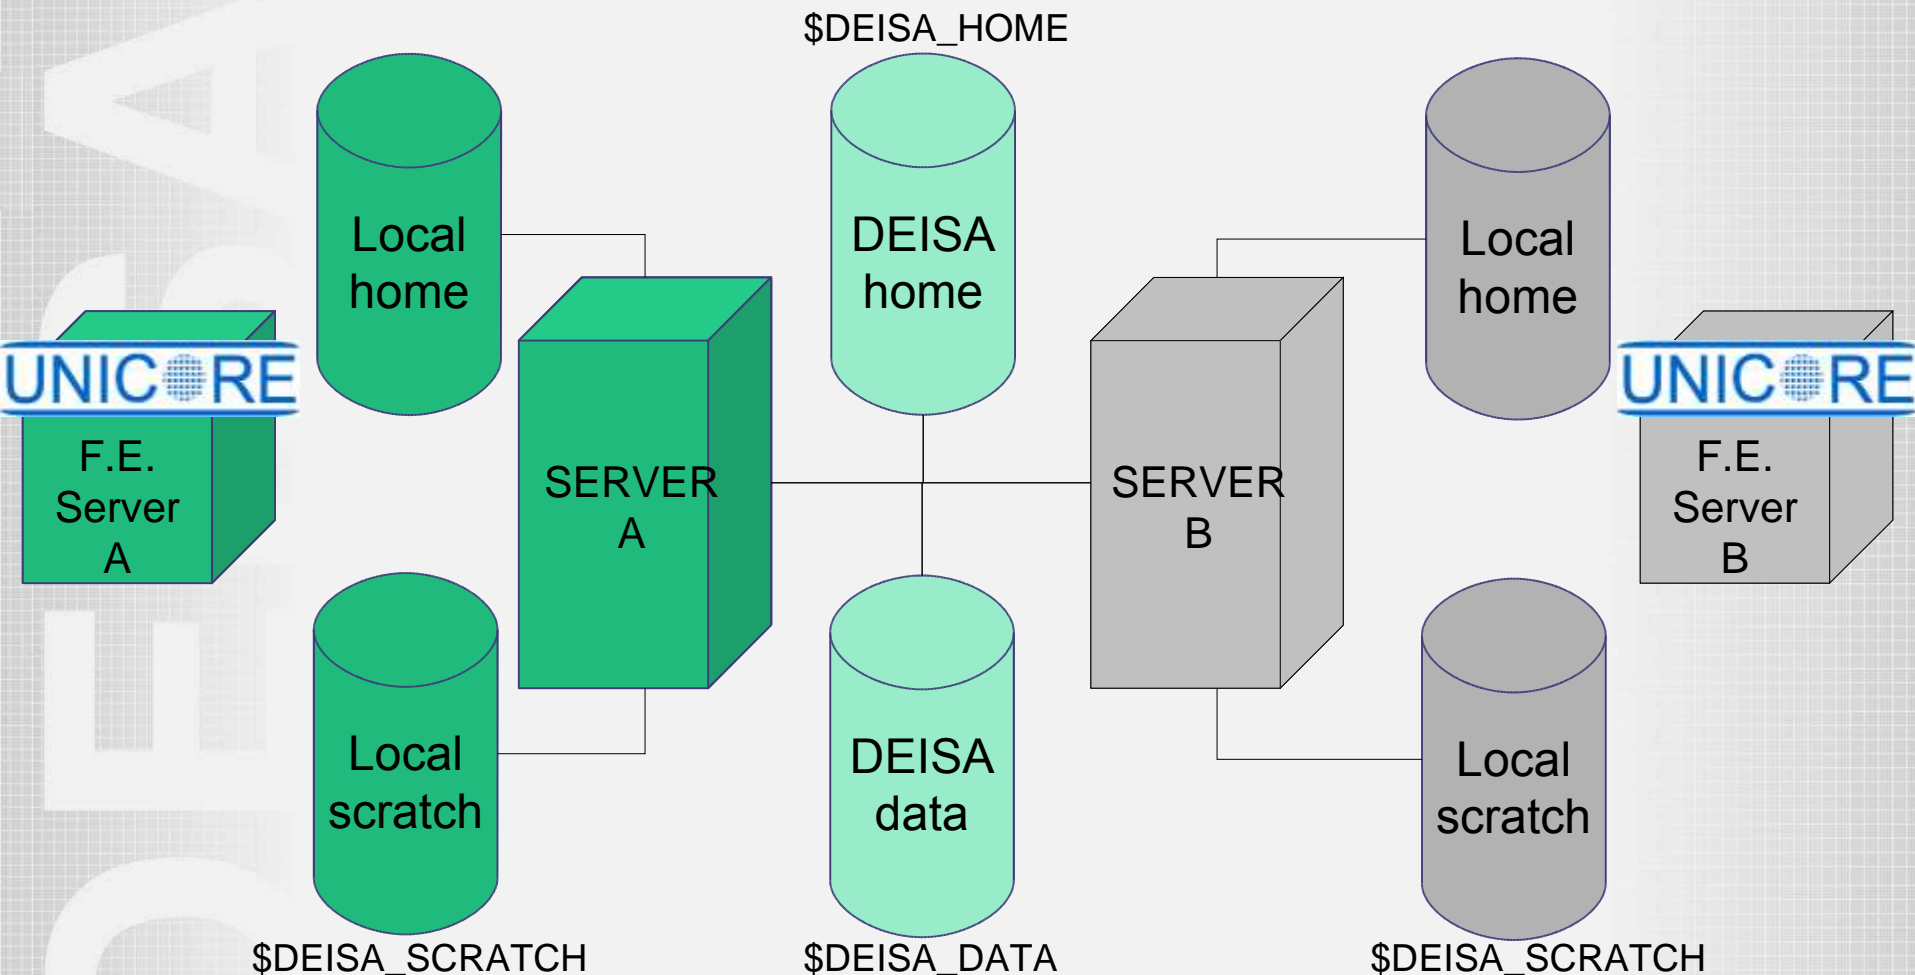 $DEISA_HOME
Local
home
DEISA
home
Local
home
UNICORE
F.E.
Server
A
SERVER
A
SERVER
B
UNICORE
F.E.
Server
B
Local
scratch
DEISA
data
Local
scratch
$DEISA_SCRATCH
$DEISA_DATA
$DEISA_SCRATCH
DEISA